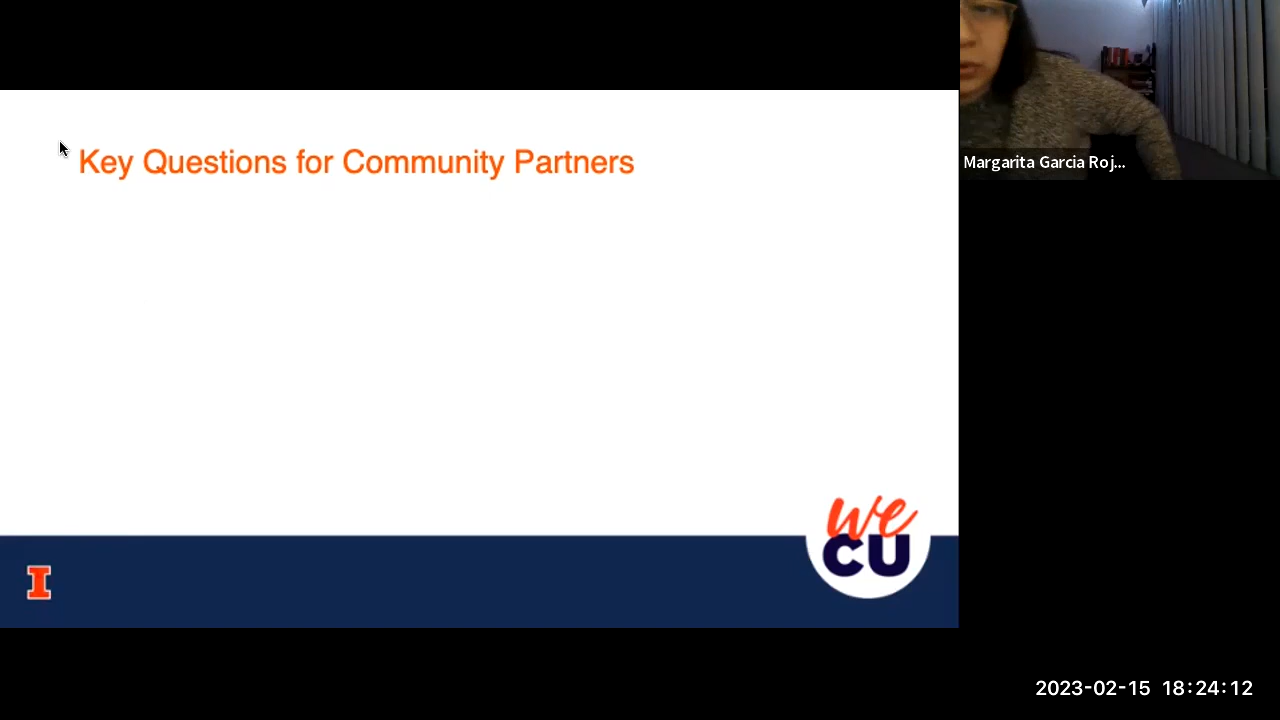 Key Questions for Community Partners
Margarita Garcia Roj...
we
CU
I
2023-02-15 18:24:12